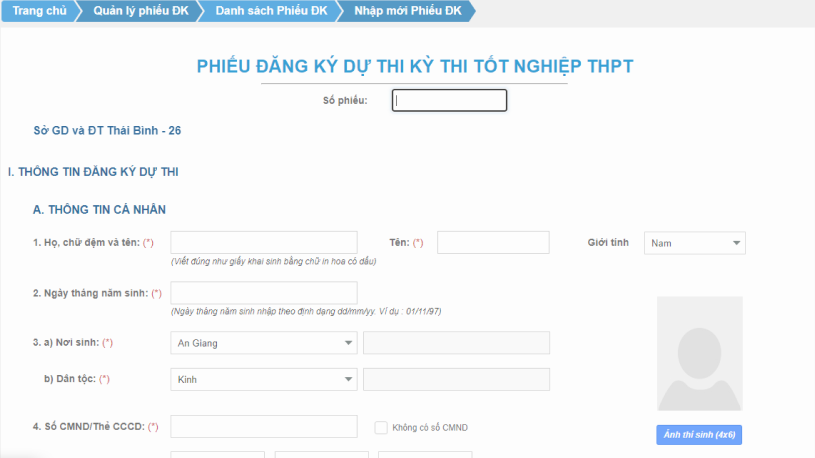 Trang chủ Quản lý phiếu ĐK Danh sách Phiếu ĐK Nhập mới Phiếu ĐK
PHIẾU ĐĂNG KÝ DỰ THI KỲ THI TỐT NGHIỆP THPT
Số phiếu:
Sở GD và ĐT Thái Bình - 26
I. THÔNG TIN ĐĂNG KÝ DỰ THI
A. THÔNG TIN CÁ NHÂN
1. Họ, chữ đệm và tên: (*) Tên: (*) Giới tính Nam
(Viết đúng như giấy khai sinh bằng chữ in hoa có dấu)
2. Ngày tháng năm sinh: (*)
(Ngày tháng năm sinh nhập theo định dạng dd/mm/yy. Ví dụ : 01/11/97)
3. a) Nơi sinh: (*) An Giang
b) Dân tộc: (*) Kinh
4. Số CMND/Thẻ CCCD: (*) Không có số CMND
Ảnh thí sinh (4x6)